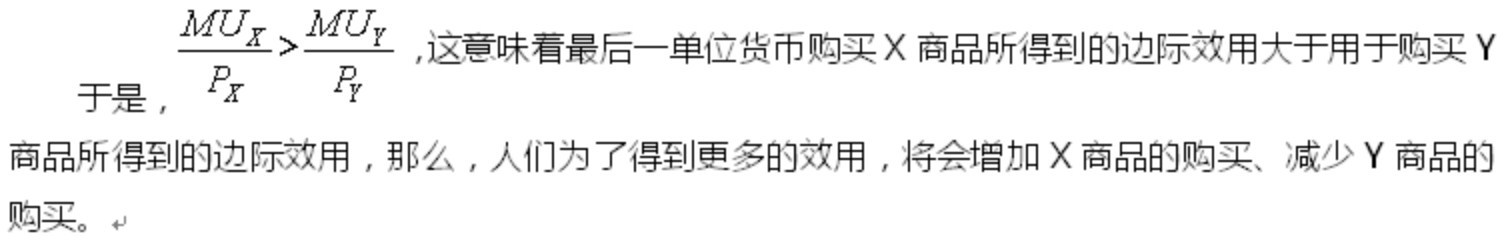 于是，MU_X/P_X > MU_Y/P_Y ,这意味着最后一单位货币购买 X 商品所得到的边际效用大于用于购买 Y
商品所得到的边际效用，那么，人们为了得到更多的效用，将会增加 X 商品的购买、减少 Y 商品的
购买。